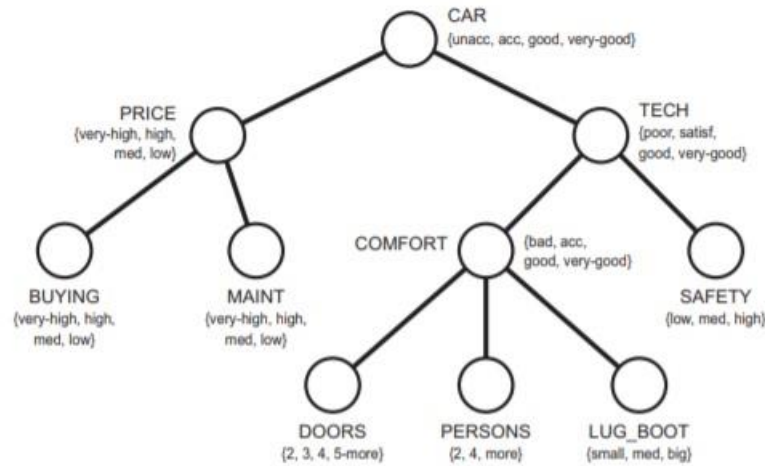 CAR
{unacc, acc, good, very-good}
PRICE
{very-high, high,
med, low}
TECH
{poor, satisf,
good, very-good}
COMFORT
{bad, acc,
good, very-good}
BUYING
{very-high, high,
med, low}
MAINT
{very-high, high,
med, low}
SAFETY
{low, med, high}
DOORS
{2, 3, 4, 5-more}
PERSONS
{2, 4, more}
LUG_BOOT
{small, med, big}